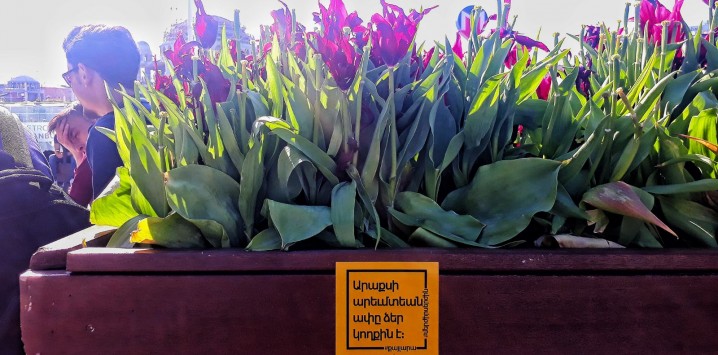 Արաքսի
արեւմտեան
ափը ձեր
կողքին է։